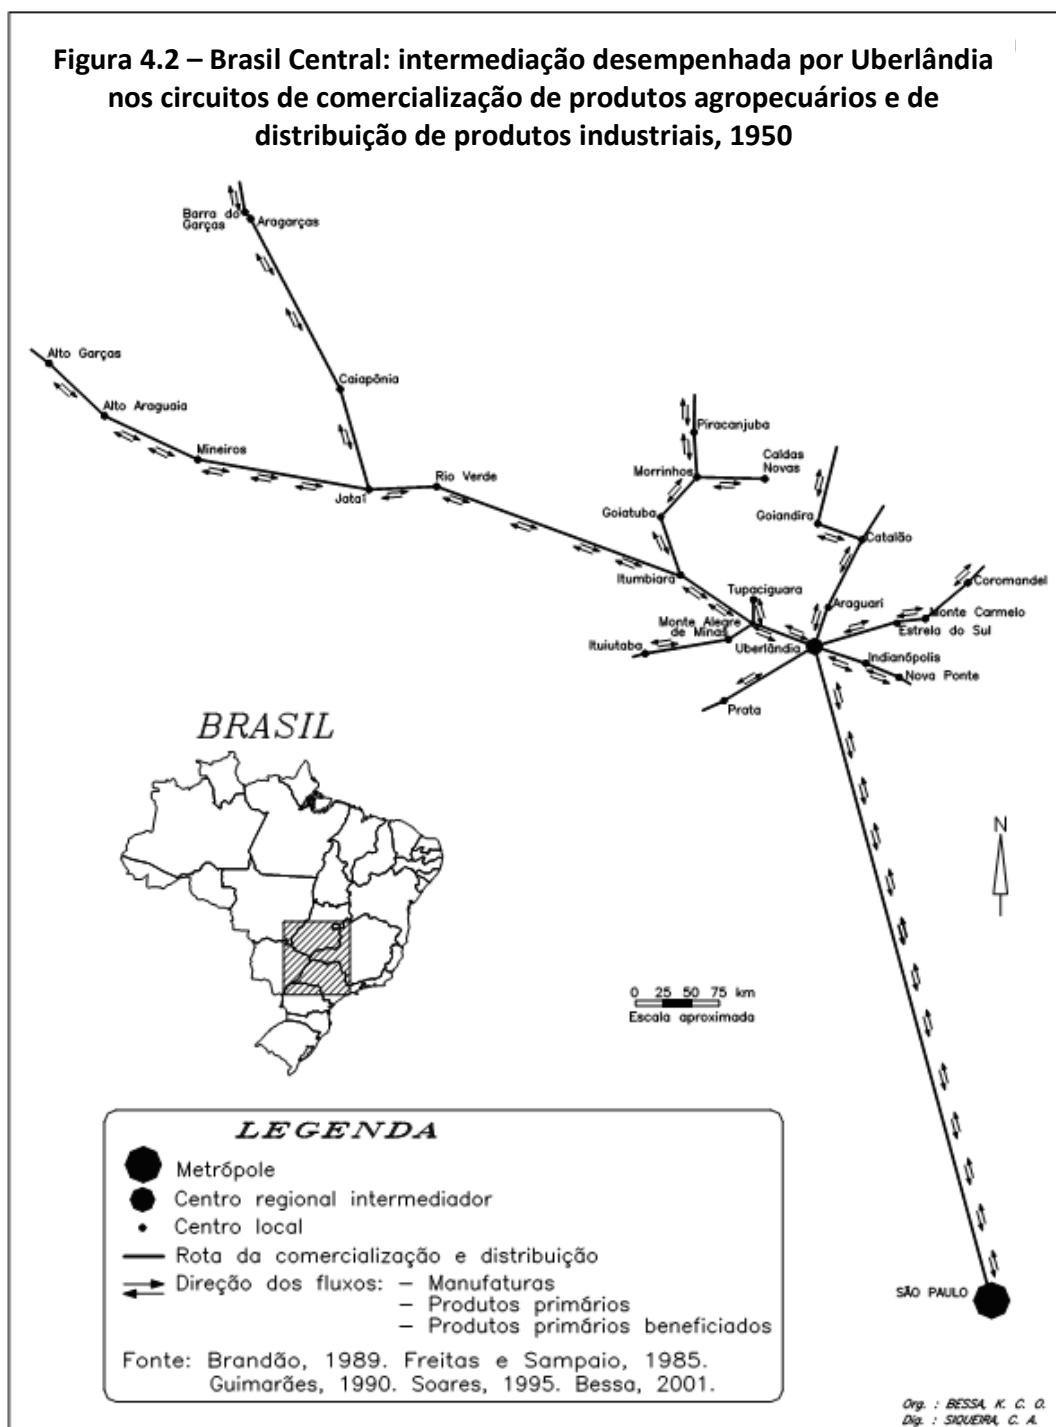 Figura 4.2 – Brasil Central: intermediação desempenhada por Uberlândia
nos circuitos de comercialização de produtos agropecuários e de
distribuição de produtos industriais, 1950
Barra do
Garças
Aragarças
Alto Garças
Caiapônia
Alto Araguaia
Mineiros
Jataí
Rio Verde
Piracanjuba
Caldas
Novas
Morrinhos
Goiatuba
Goiandira
Catalão
Itumbiara
Tupaciguara
Coromandel
Araguari
Monte Carmelo
Monte Alegre
de Minas
Estrela do Sul
Ituiutaba
Uberlândia
Indianópolis
Nova Ponte
Prata
BRASIL
N
0 25 50 75 km
Escala aproximada
LEGENDA
Metrópole
Centro regional intermediador
Centro local
Rota da comercialização e distribuição
Direção dos fluxos: – Manufaturas
– Produtos primários
– Produtos primários beneficiados
Fonte: Brandão, 1989. Freitas e Sampaio, 1985.
Guimarães, 1990. Soares, 1995. Bessa, 2001.
SÃO PAULO
Org. : BESSA, K. C. O.
Dig. : SIQUEIRA, C. A.